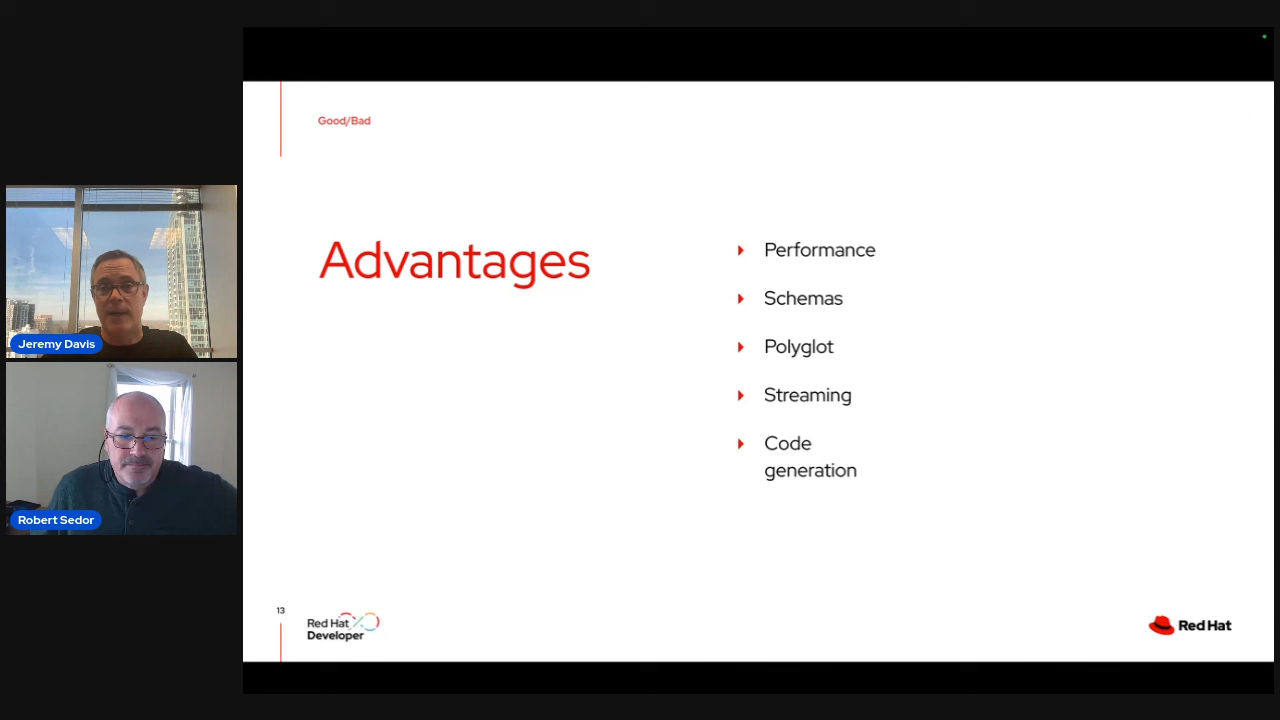 Good/Bad
Advantages
Performance
Schemas
Polyglot
Streaming
Code
generation
Jeremy Davis
Robert Sedor
13
Red Hat
Developer
Red Hat